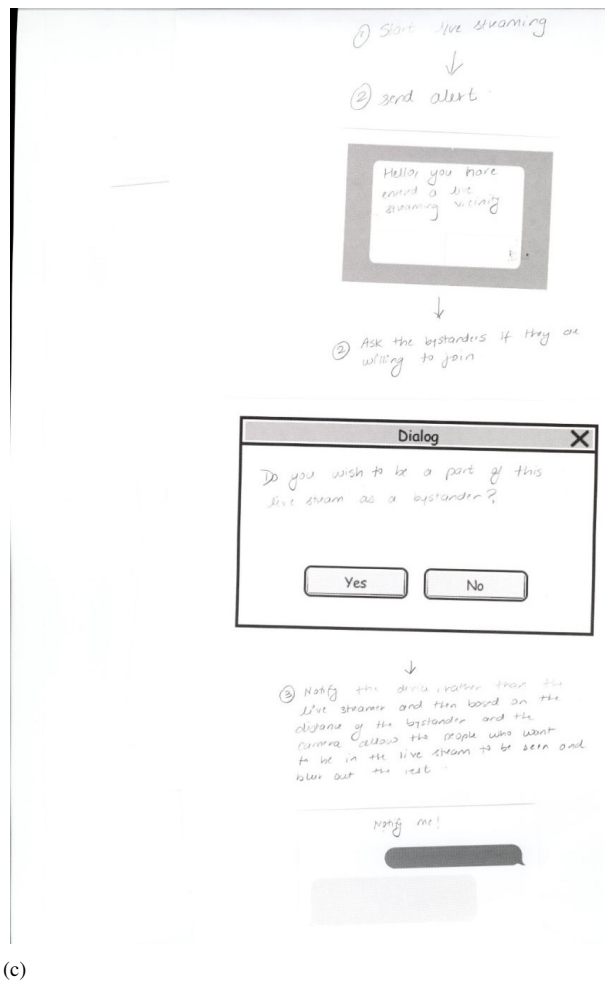 ① Start live streaming
② send alert
Hello, you have
entered a live
streaming vicinity
② Ask the bystanders if they are
willing to join
Dialog
Do you wish to be a part of this
live stream as a bystander?
Yes
No
③ Notify the device rather than the
live streamer and then based on the
distance of the bystander and the
camera allow the people who want
to be in the live stream to be seen and
blur out the rest.
Notify me!
(c)